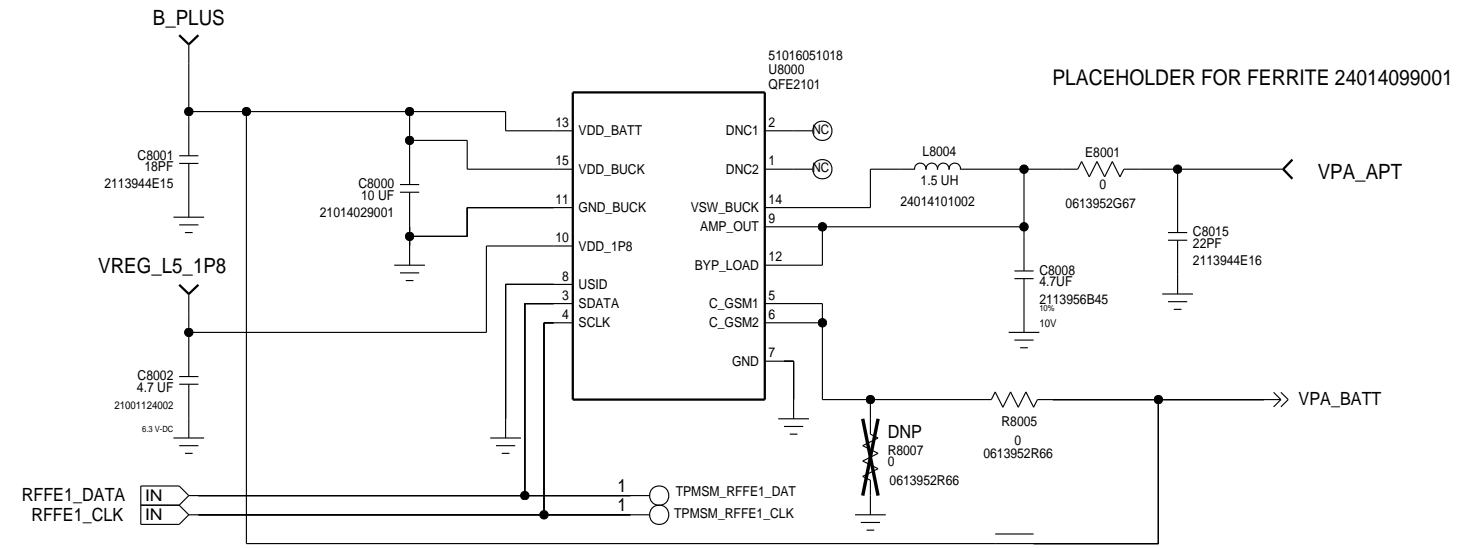 B_PLUS
51016051018
U8000
QFE2101
PLACEHOLDER FOR FERRITE 24014099001
13 VDD_BATT
15 VDD_BUCK
11 GND_BUCK
10 VDD_1P8
8 USID
3 SDATA
4 SCLK
DNC1 2 NC
DNC2 1 NC
VSW_BUCK 14
AMP_OUT 9
BYP_LOAD 12
C_GSM1 5
C_GSM2 6
GND 7
C8001
18PF
2113944E15
C8000
10 UF
21014029001
L8004
1.5 UH
24014101002
E8001
0
0613952G67
VPA_APT
C8015
22PF
2113944E16
C8008
4.7UF
2113956B45
10%
10V
VREG_L5_1P8
C8002
4.7 UF
21001124002
6.3 V-DC
DNP
R8007
0
0613952R66
R8005
0
0613952R66
VPA_BATT
RFFE1_DATA IN
RFFE1_CLK IN
1 TPMSM_RFFE1_DAT
1 TPMSM_RFFE1_CLK